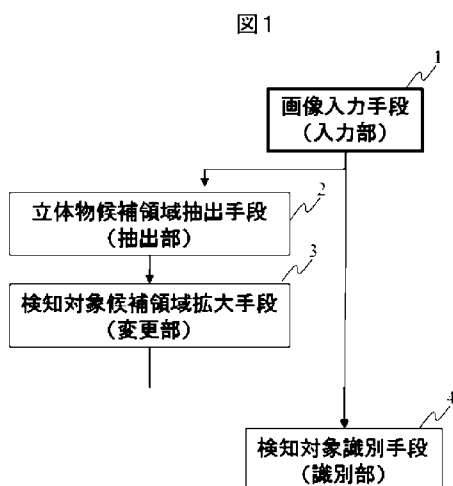 図1
1
画像入力手段
(入力部)
2
立体物候補領域抽出手段
(抽出部)
3
検知対象候補領域拡大手段
(変更部)
4
検知対象識別手段
(識別部)